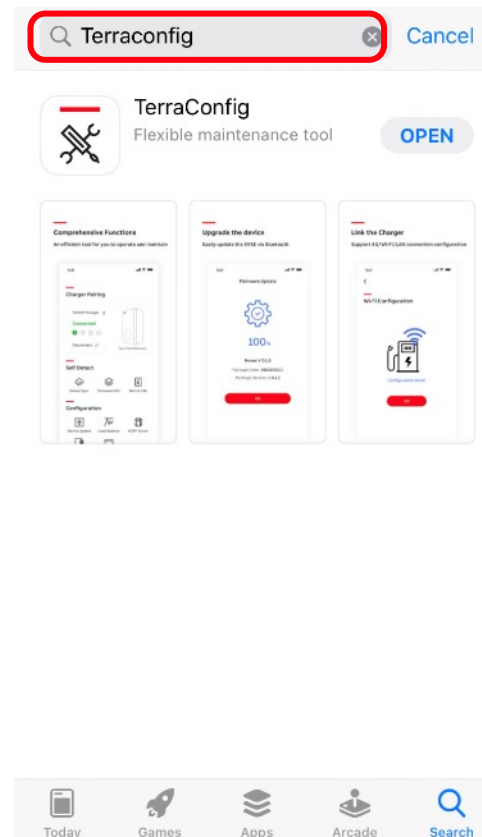 Terraconfig
Cancel
TerraConfig
Flexible maintenance tool
OPEN
Comprehensive Functions
An efficient tool for you to operate and maintain
Charger Pairing
Connected
Self Detect
Configuration
Upgrade the device
Easily update the EVSE via Bluetooth
Firmware Update
100%
Link the Charger
Support 4G/Wi-Fi/LAN connection configuration
Wi-Fi Configuration
Today
Games
Apps
Arcade
Search